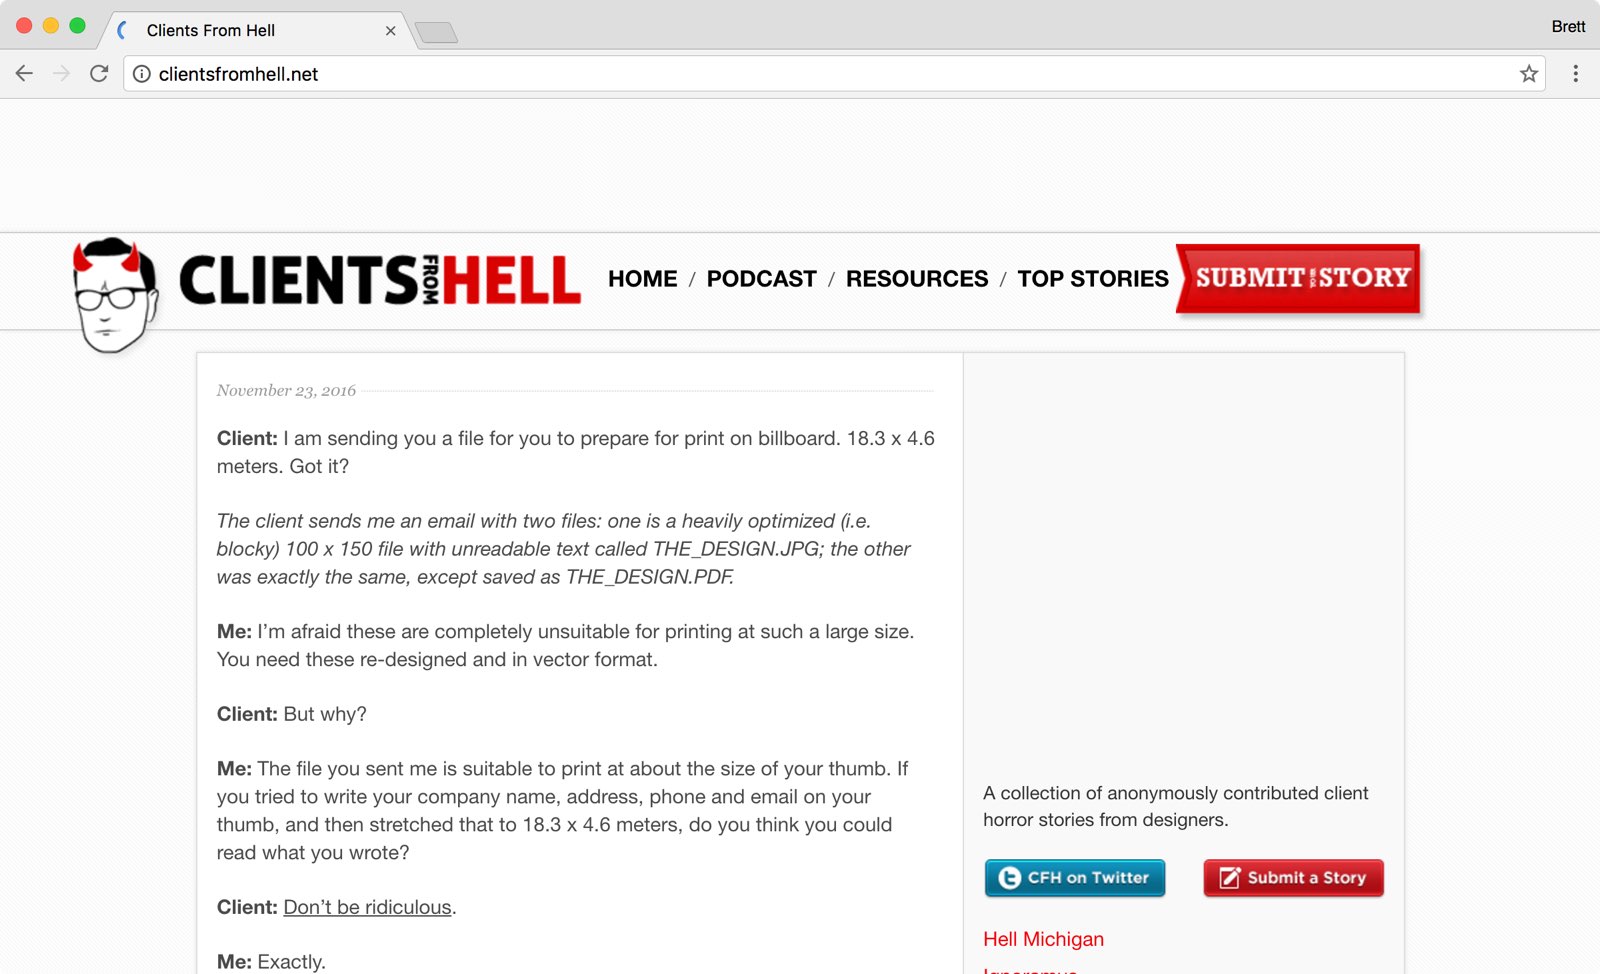 Clients From Hell
Brett
clientsfromhell.net
CLIENTS FROM HELL
HOME / PODCAST / RESOURCES / TOP STORIES
SUBMIT STORY
November 23, 2016
Client: I am sending you a file for you to prepare for print on billboard. 18.3 x 4.6
meters. Got it?
The client sends me an email with two files: one is a heavily optimized (i.e.
blocky) 100 x 150 file with unreadable text called THE_DESIGN.JPG; the other
was exactly the same, except saved as THE_DESIGN.PDF.
Me: I’m afraid these are completely unsuitable for printing at such a large size.
You need these re-designed and in vector format.
Client: But why?
Me: The file you sent me is suitable to print at about the size of your thumb. If
you tried to write your company name, address, phone and email on your
thumb, and then stretched that to 18.3 x 4.6 meters, do you think you could
read what you wrote?
Client: Don’t be ridiculous.
Me: Exactly.
A collection of anonymously contributed client
horror stories from designers.
CFH on Twitter
Submit a Story
Hell Michigan